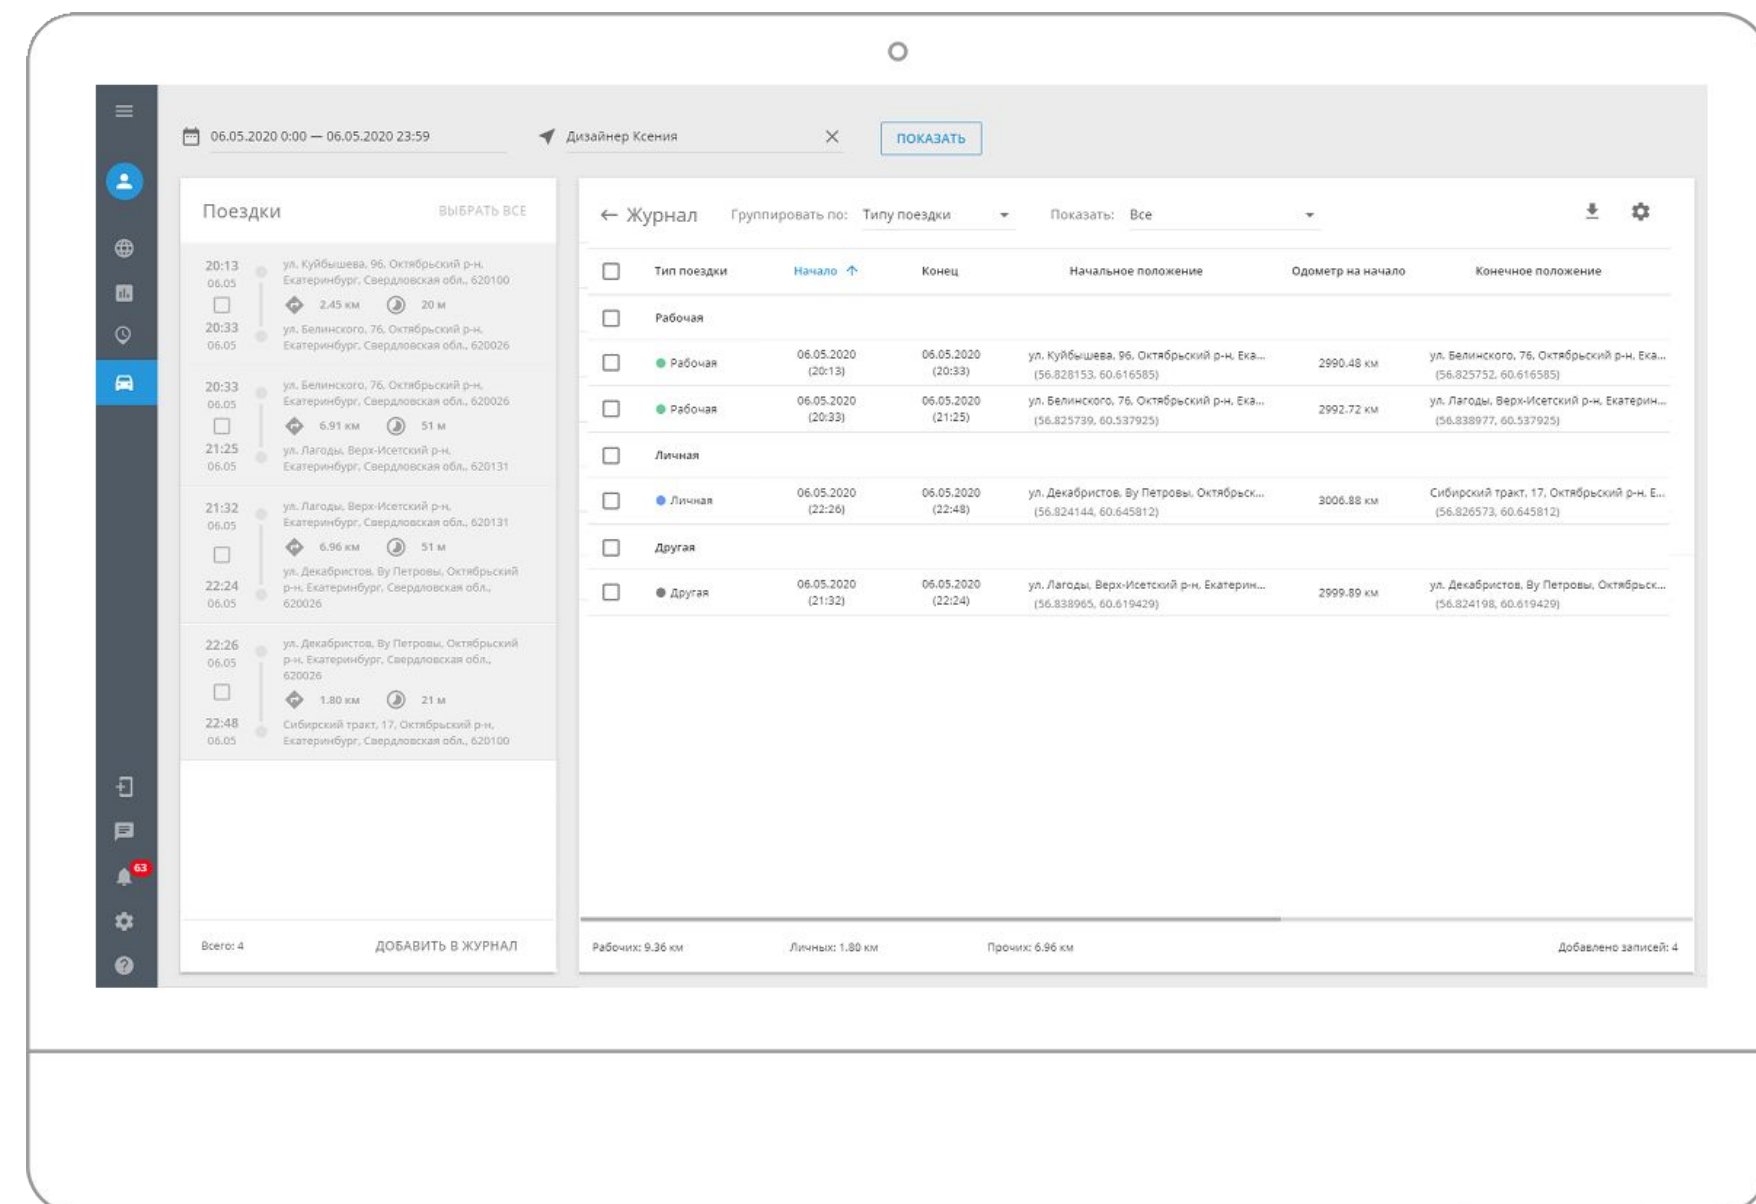 06.05.2020 0:00 — 06.05.2020 23:59
Дизайнер Ксения
ПОКАЗАТЬ
Поездки
ВЫБРАТЬ ВСЕ
20:13
06.05
ул. Куйбышева, 96, Октябрьский р-н,
Екатеринбург, Свердловская обл., 620100
2.45 км
20 м
20:33
06.05
ул. Белинского, 76, Октябрьский р-н,
Екатеринбург, Свердловская обл., 620026
20:33
06.05
ул. Белинского, 76, Октябрьский р-н,
Екатеринбург, Свердловская обл., 620026
6.91 км
51 м
21:25
06.05
ул. Лагоды, Верх-Исетский р-н,
Екатеринбург, Свердловская обл., 620131
21:32
06.05
ул. Лагоды, Верх-Исетский р-н,
Екатеринбург, Свердловская обл., 620131
6.96 км
51 м
22:24
06.05
ул. Декабристов, Ву Петровы, Октябрьский
р-н, Екатеринбург, Свердловская обл.,
620026
22:26
06.05
ул. Декабристов, Ву Петровы, Октябрьский
р-н, Екатеринбург, Свердловская обл.,
620026
1.80 км
21 м
22:48
06.05
Сибирский тракт, 17, Октябрьский р-н,
Екатеринбург, Свердловская обл., 620100
Всего: 4
ДОБАВИТЬ В ЖУРНАЛ
Журнал
Группировать по: Типу поездки
Показать: Все
Тип поездки Начало Конец Начальное положение Одометр на начало Конечное положение
Рабочая
Рабочая 06.05.2020 06.05.2020 ул. Куйбышева, 96, Октябрьский р-н, Ека... 2990.48 км ул. Белинского, 76, Октябрьский р-н, Ека...
(20:13) (20:33) (56.828153, 60.616585) (56.825752, 60.616585)
Рабочая 06.05.2020 06.05.2020 ул. Белинского, 76, Октябрьский р-н, Ека... 2992.72 км ул. Лагоды, Верх-Исетский р-н, Екатерин...
(20:33) (21:25) (56.825739, 60.537925) (56.838977, 60.537925)
Личная
Личная 06.05.2020 06.05.2020 ул. Декабристов, Ву Петровы, Октябрьск... 3006.88 км Сибирский тракт, 17, Октябрьский р-н, Е...
(22:26) (22:48) (56.824144, 60.645812) (56.826573, 60.645812)
Другая
Другая 06.05.2020 06.05.2020 ул. Лагоды, Верх-Исетский р-н, Екатерин... 2999.89 км ул. Декабристов, Ву Петровы, Октябрьск...
(21:32) (22:24) (56.838965, 60.619429) (56.824198, 60.619429)
63
Рабочих: 9.36 км
Личных: 1.80 км
Прочих: 6.96 км
Добавлено записей: 4